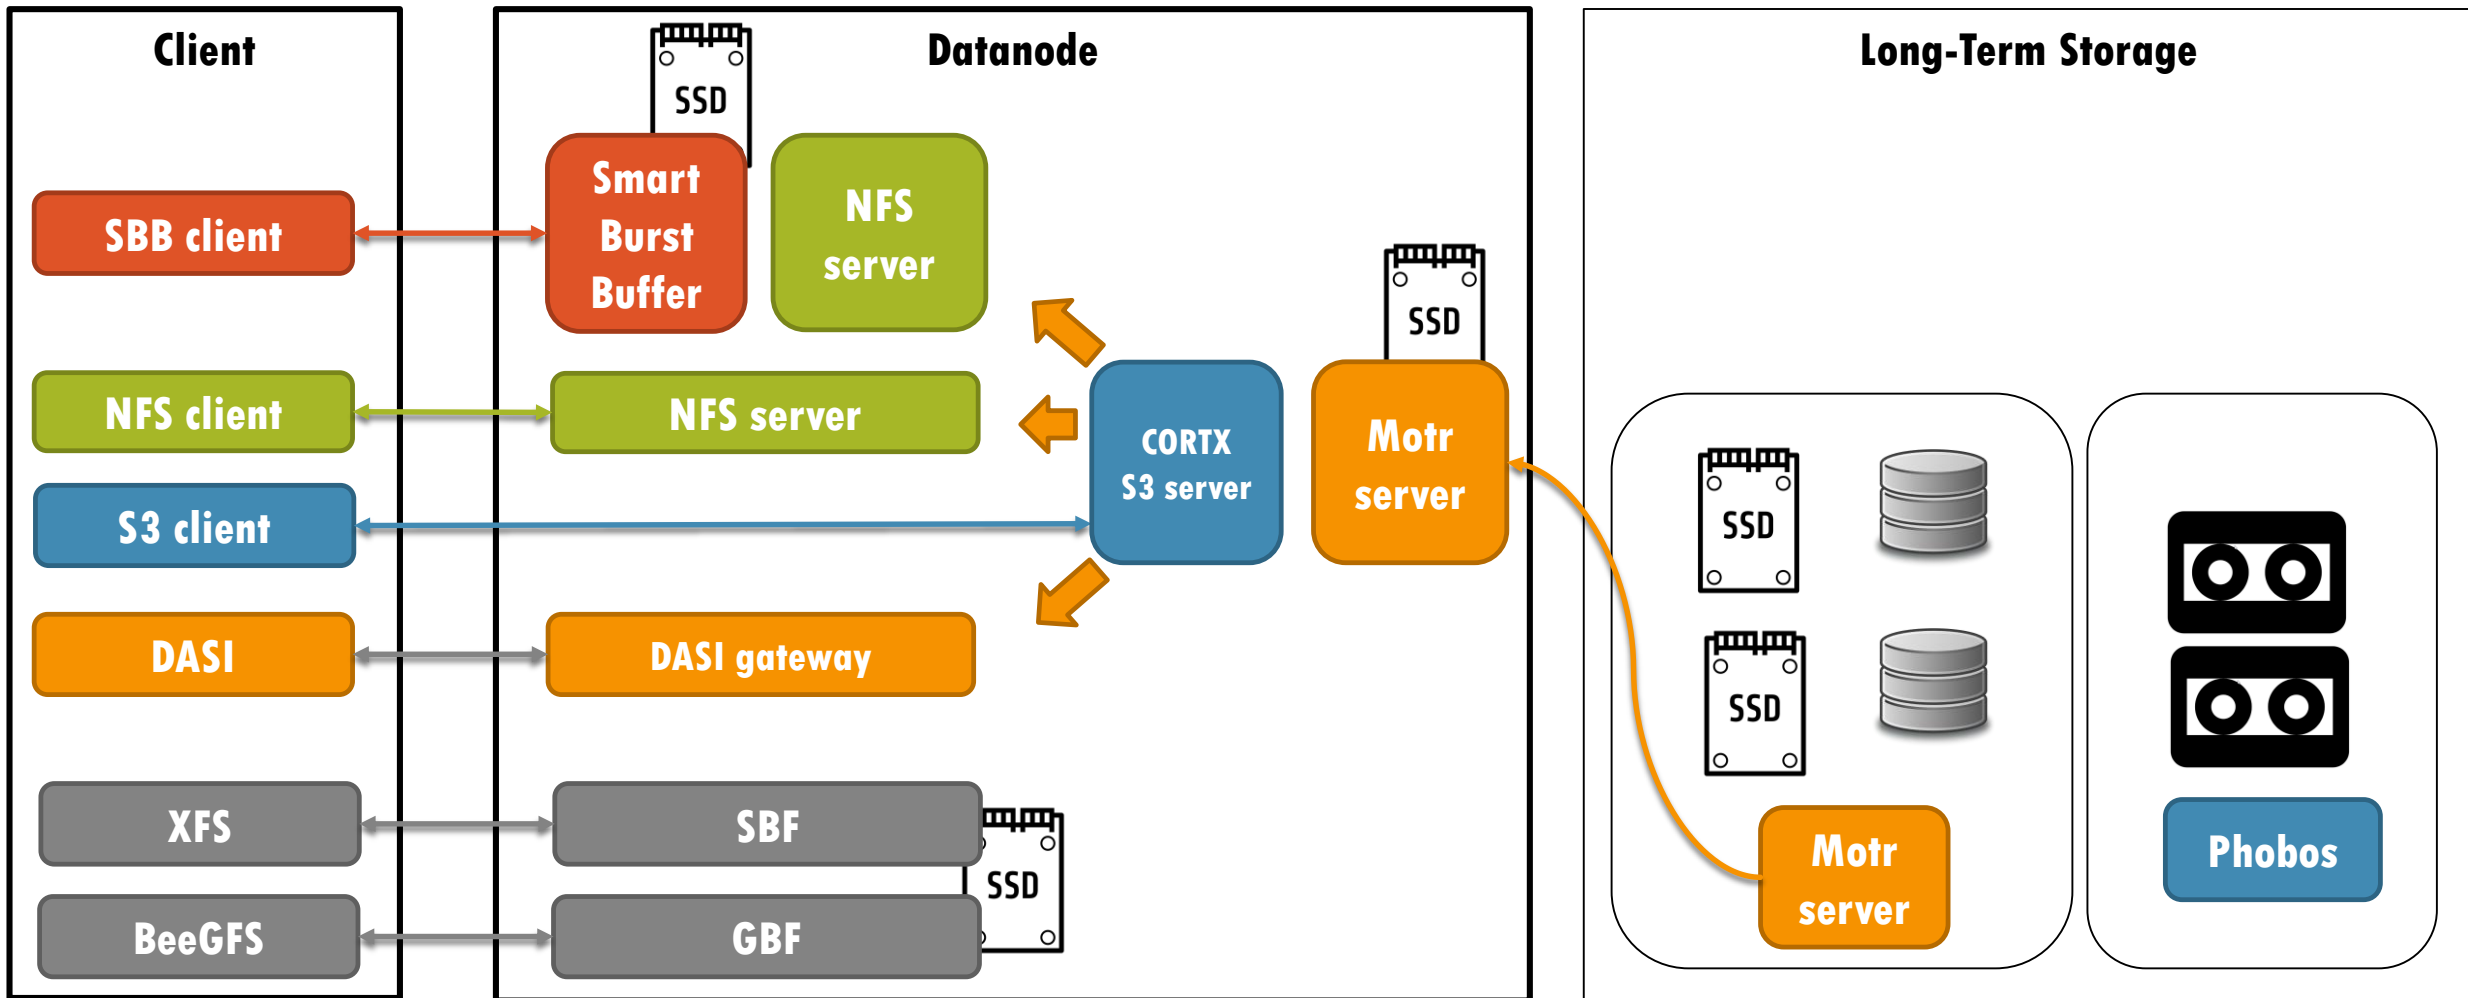 Client
Datanode
Long-Term Storage
SSD
Smart
Burst
Buffer
NFS
server
SBB client
SSD
NFS client
NFS server
CORTX
S3 server
Motr
server
S3 client
SSD
DASI
DASI gateway
SSD
XFS
SBF
SSD
Motr
server
Phobos
BeeGFS
GBF